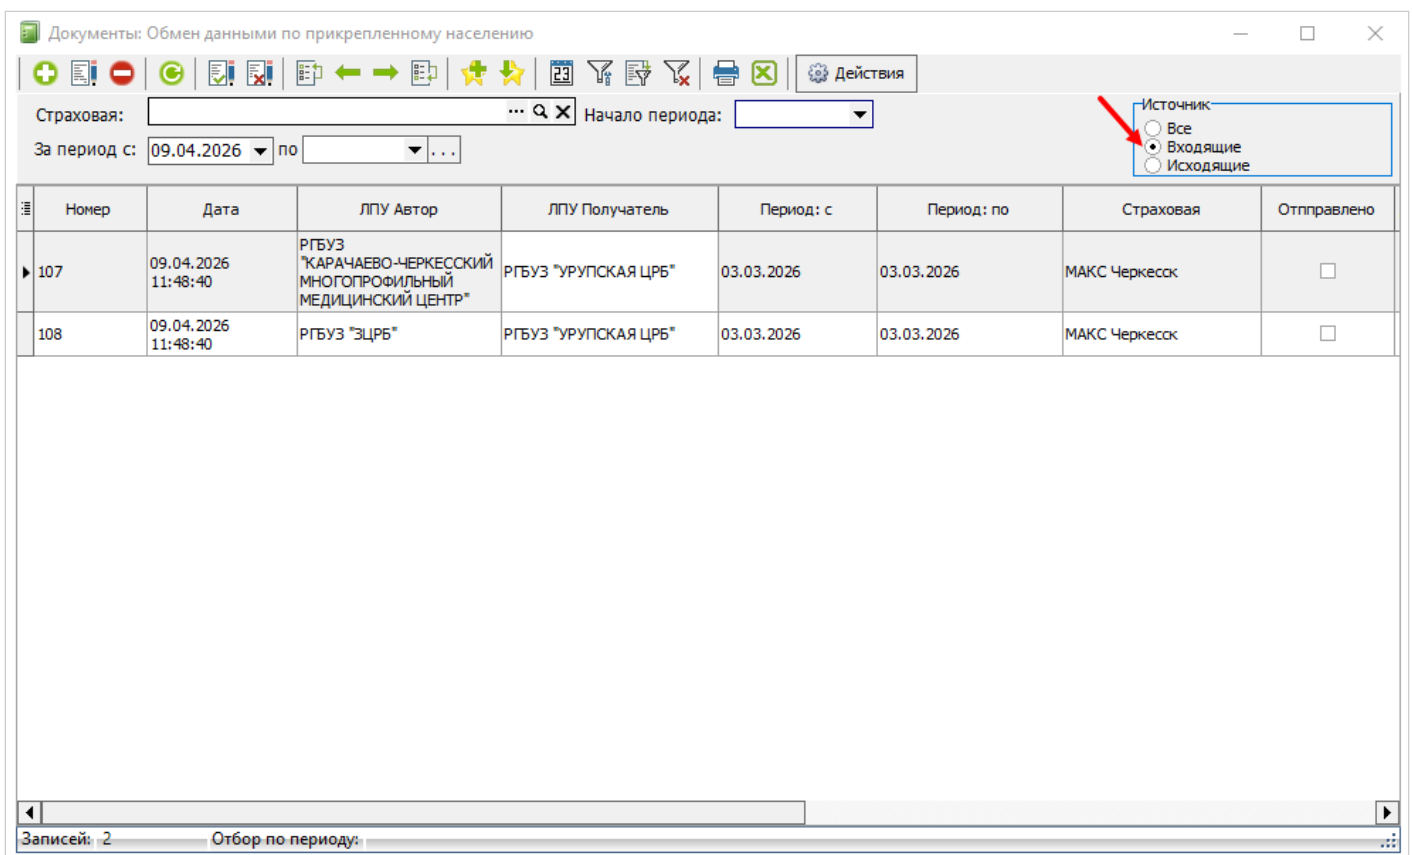 Документы: Обмен данными по прикрепленному населению
23
Действия
Страховая:
... 
Начало периода:
Источник
Все
Входящие
Исходящие
За период с: 09.04.2026 по ...
Номер Дата ЛПУ Автор ЛПУ Получатель Период: с Период: по Страховая Отпправлено
107 09.04.2026 11:48:40 РГБУЗ "КАРАЧАЕВО-ЧЕРКЕССКИЙ МНОГОПРОФИЛЬНЫЙ МЕДИЦИНСКИЙ ЦЕНТР" РГБУЗ "УРУПСКАЯ ЦРБ" 03.03.2026 03.03.2026 МАКС Черкесск
108 09.04.2026 11:48:40 РГБУЗ "ЗЦРБ" РГБУЗ "УРУПСКАЯ ЦРБ" 03.03.2026 03.03.2026 МАКС Черкесск
Записей: 2 Отбор по периоду: